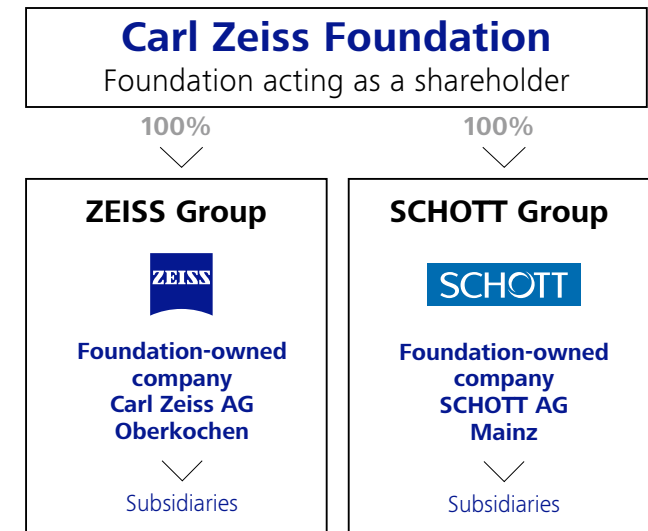 Carl Zeiss Foundation
Foundation acting as a shareholder
100%
100%
ZEISS Group
ZEISS
Foundation-owned
company
Carl Zeiss AG
Oberkochen
Subsidiaries
SCHOTT Group
SCHOTT
Foundation-owned
company
SCHOTT AG
Mainz
Subsidiaries